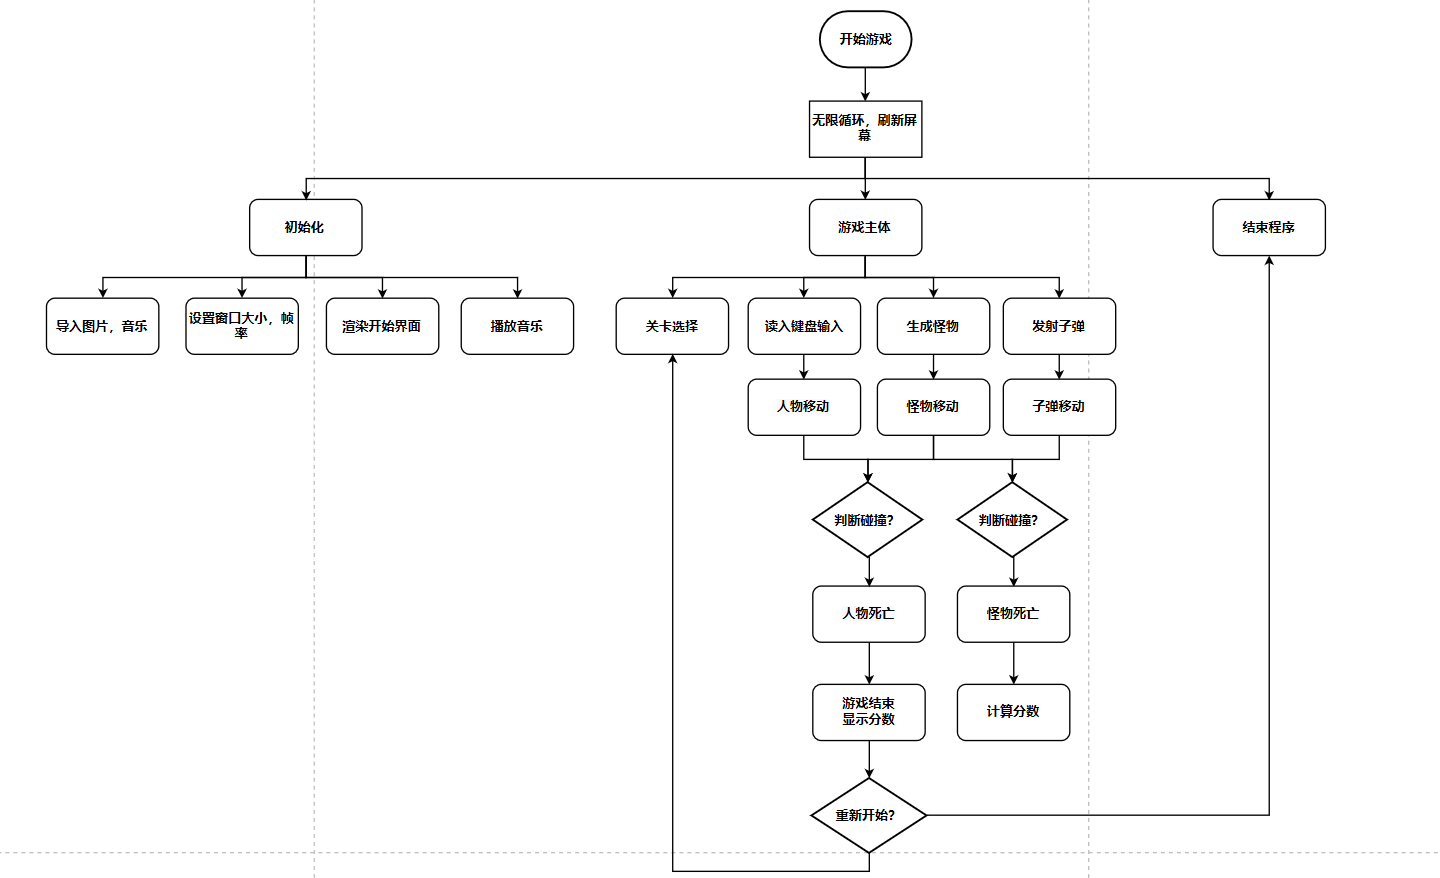 开始游戏
无限循环，刷新屏
幕
初始化
游戏主体
结束程序
导入图片，音乐
设置窗口大小，帧
率
渲染开始界面
播放音乐
关卡选择
读入键盘输入
生成怪物
发射子弹
人物移动
怪物移动
子弹移动
判断碰撞？
判断碰撞？
人物死亡
怪物死亡
游戏结束
显示分数
计算分数
重新开始？